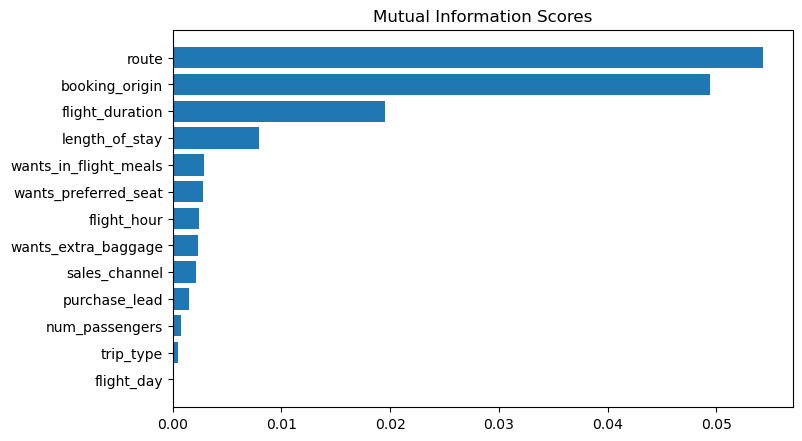 Mutual Information Scores
route
booking_origin
flight_duration
length_of_stay
wants_in_flight_meals
wants_preferred_seat
flight_hour
wants_extra_baggage
sales_channel
purchase_lead
num_passengers
trip_type
flight_day
0.00 0.01 0.02 0.03 0.04 0.05